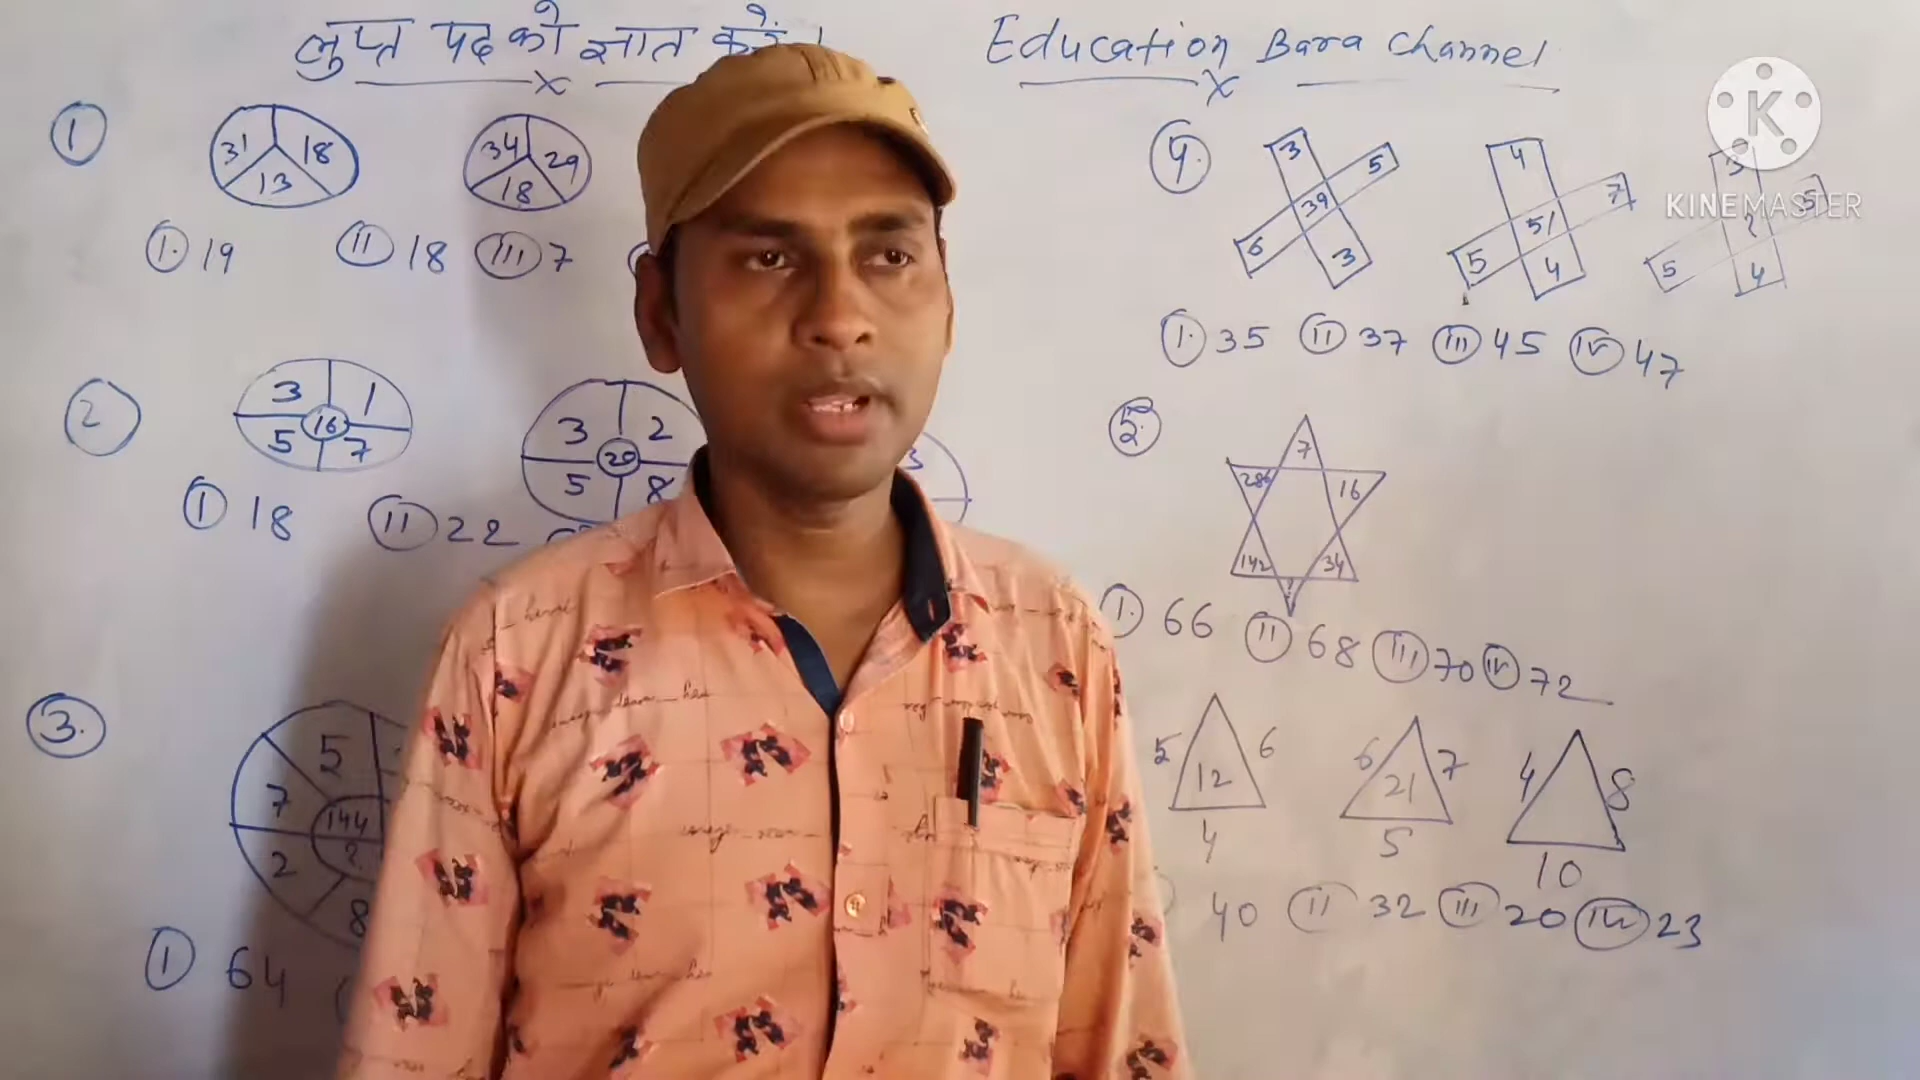 लुप्त पद को ज्ञात करें।
Education Bara Channel
K
KINEMASTER
1
31 18 13
34 29 18
I. 19 II 18 III 7
2
3 1 16 5 7
3 2 20 5 8
I 18 II 22
3.
5 7 144 ? 2 8
I 64
4.
3 5 39 6 3
4 7 51 5 4
3 5 ? 5 4
I. 35 II 37 III 45 IV 47
5.
7 286 16 142 34 ?
I. 66 II 68 III 70 IV 72
5 6 12 4
6 7 21 5
4 8 10
40 II 32 III 20 IV 23